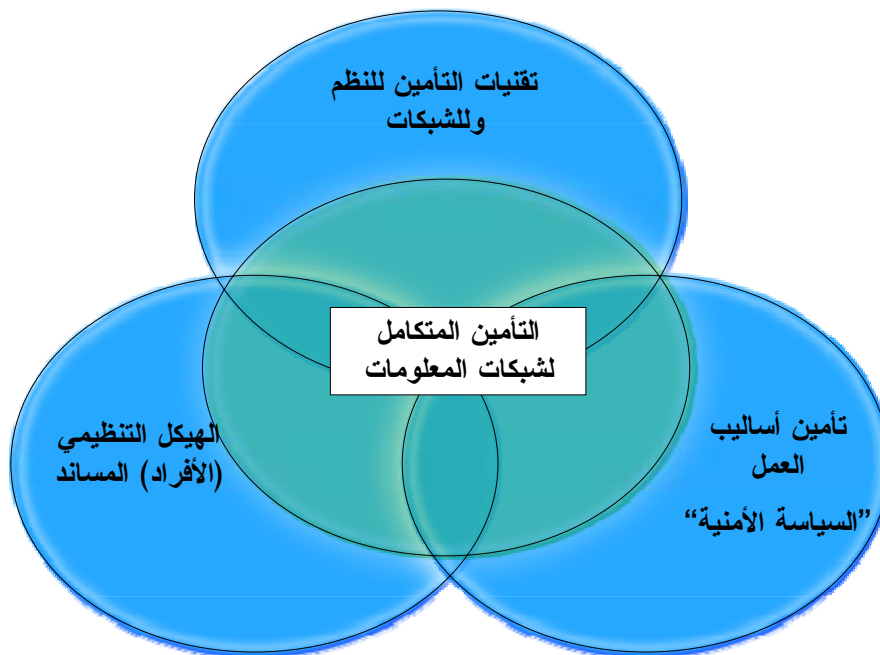 تقنيات التأمين للنظم
وللشبكات
التأمين المتكامل
لشبكات المعلومات
تأمين أساليب
العمل
”السياسة الأمنية“
الهيكل التنظيمي
(الأفراد) المساند